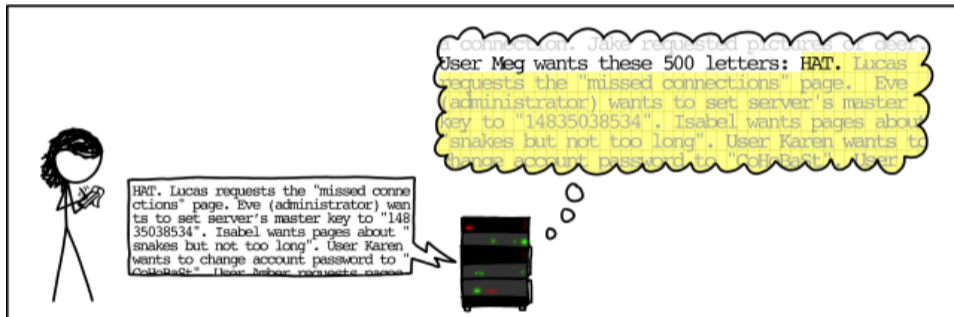 a connection. Jake requested pictures of deer.
User Meg wants these 500 letters: HAT. Lucas
requests the "missed connections" page. Eve
(administrator) wants to set server's master
key to "14835038534". Isabel wants pages about
"snakes but not too long". User Karen wants to
change account password to "CoHoBaSt". User
HAT. Lucas requests the "missed conne
ctions" page. Eve (administrator) wan
ts to set server's master key to "148
35038534". Isabel wants pages about "
snakes but not too long". User Karen
wants to change account password to "
CoHoBaSt". User Amber requests pages